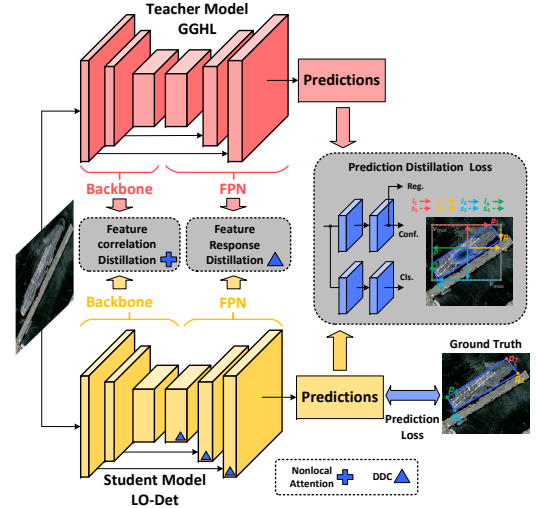 Teacher Model
GGHL
Predictions
Prediction Distillation Loss
Reg.
Conf.
Cls.
Backbone
FPN
Feature
correlation
Distillation
Feature
Response
Distillation
Backbone
FPN
Ground Truth
Predictions
Prediction
Loss
Student Model
LO-Det
Nonlocal
Attention
DDC